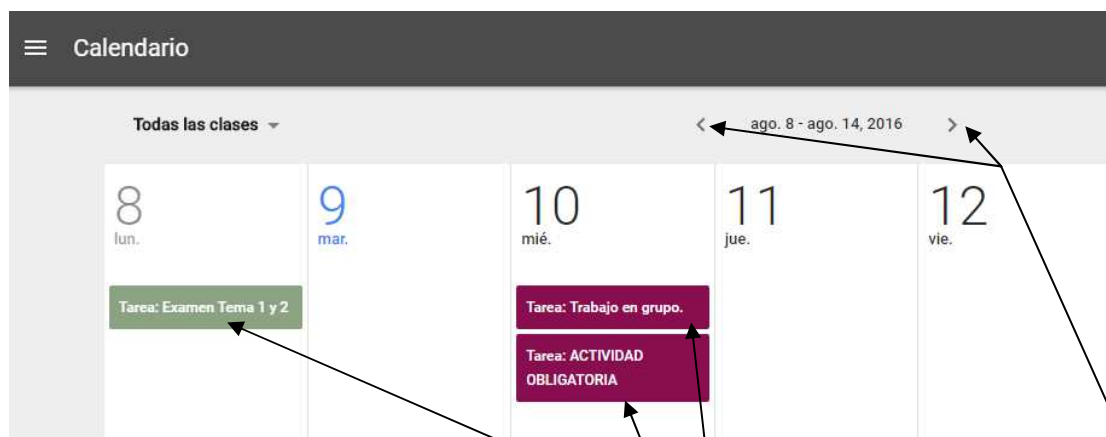 Calendario
Todas las clases
ago. 8 - ago. 14, 2016
8
lun.
9
mar.
10
mié.
11
jue.
12
vie.
Tarea: Examen Tema 1 y 2
Tarea: Trabajo en grupo.
Tarea: ACTIVIDAD
OBLIGATORIA